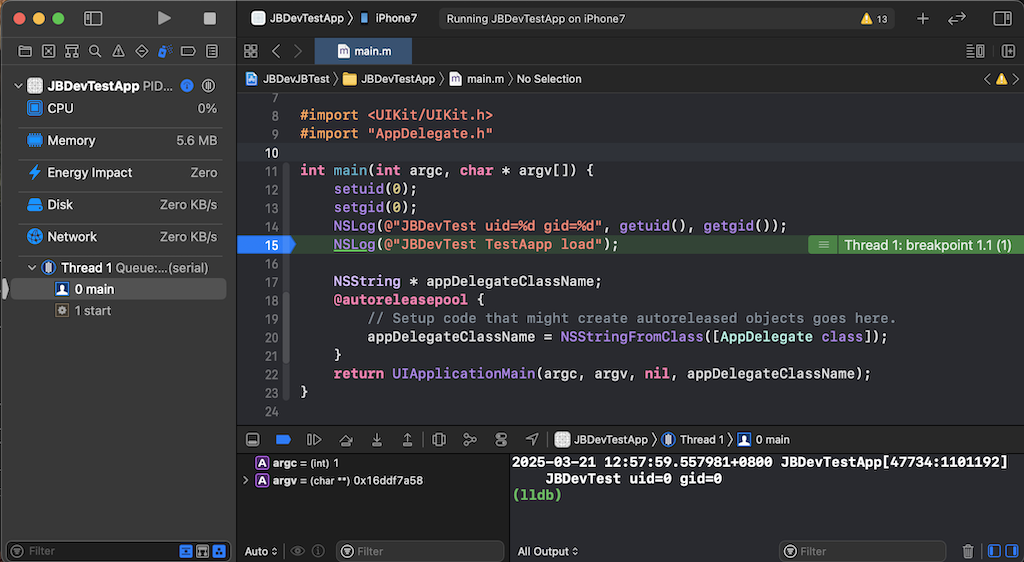 JBDevTestApp 〉 iPhone7
Running JBDevTestApp on iPhone7
13
main.m
JBDevTestApp PID...
CPU 0%
Memory 5.6 MB
Energy Impact Zero
Disk Zero KB/s
Network Zero KB/s
Thread 1 Queue:...(serial)
0 main
1 start
Filter
JBDevJBTest 〉 JBDevTestApp 〉 main.m 〉 No Selection
7
8 #import <UIKit/UIKit.h>
9 #import "AppDelegate.h"
10
11 int main(int argc, char * argv[]) {
12 setuid(0);
13 setgid(0);
14 NSLog(@"JBDevTest uid=%d gid=%d", getuid(), getgid());
15 NSLog(@"JBDevTest TestAapp load"); Thread 1: breakpoint 1.1 (1)
16
17 NSString * appDelegateClassName;
18 @autoreleasepool {
19 // Setup code that might create autoreleased objects goes here.
20 appDelegateClassName = NSStringFromClass([AppDelegate class]);
21 }
22 return UIApplicationMain(argc, argv, nil, appDelegateClassName);
23 }
24
JBDevTestApp 〉 Thread 1 〉 0 main
A argc = (int) 1
A argv = (char **) 0x16ddf7a58
Auto
Filter
2025-03-21 12:57:59.557981+0800 JBDevTestApp[47734:1101192]
JBDevTest uid=0 gid=0
(lldb)
All Output
Filter